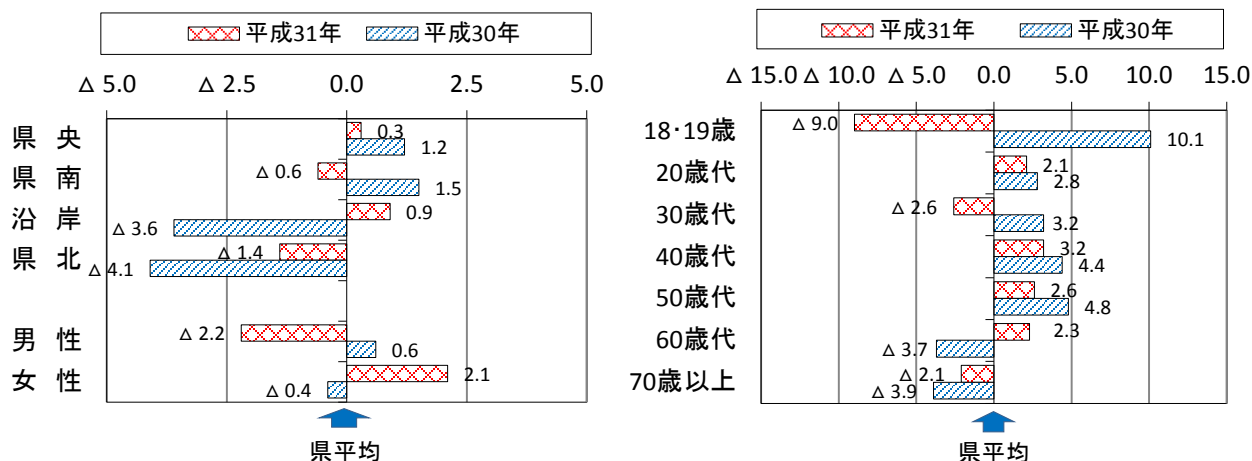 平成31年 平成30年
△ 5.0 △ 2.5 0.0 2.5 5.0
県 央 0.3
1.2
県 南 △ 0.6
1.5
沿 岸 0.9
△ 3.6
県 北 △ 1.4
△ 4.1
男 性 △ 2.2
0.6
女 性 2.1
△ 0.4
県平均
平成31年 平成30年
△ 15.0 △ 10.0 △ 5.0 0.0 5.0 10.0 15.0
18・19歳 △ 9.0
10.1
20歳代 2.1
2.8
30歳代 △ 2.6
3.2
40歳代 3.2
4.4
50歳代 2.6
4.8
60歳代 2.3
△ 3.7
70歳以上 △ 2.1
△ 3.9
県平均